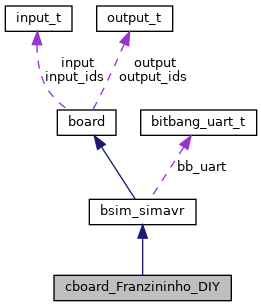 input_t
output_t
input
input_ids
output
output_ids
board
bitbang_uart_t
bb_uart
bsim_simavr
cboard_Franzininho_DIY